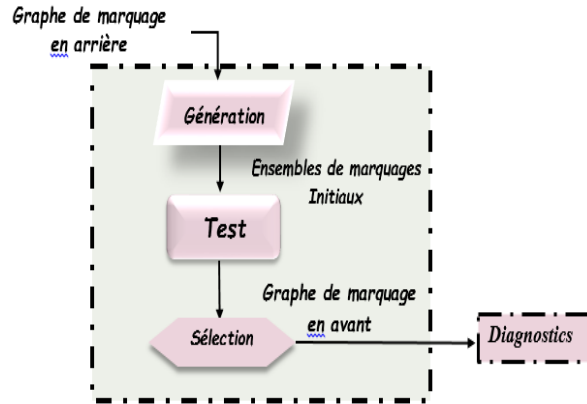 Graphe de marquage
en arrière
Génération
Ensembles de marquages
Initiaux
Test
Graphe de marquage
en avant
Sélection
Diagnostics